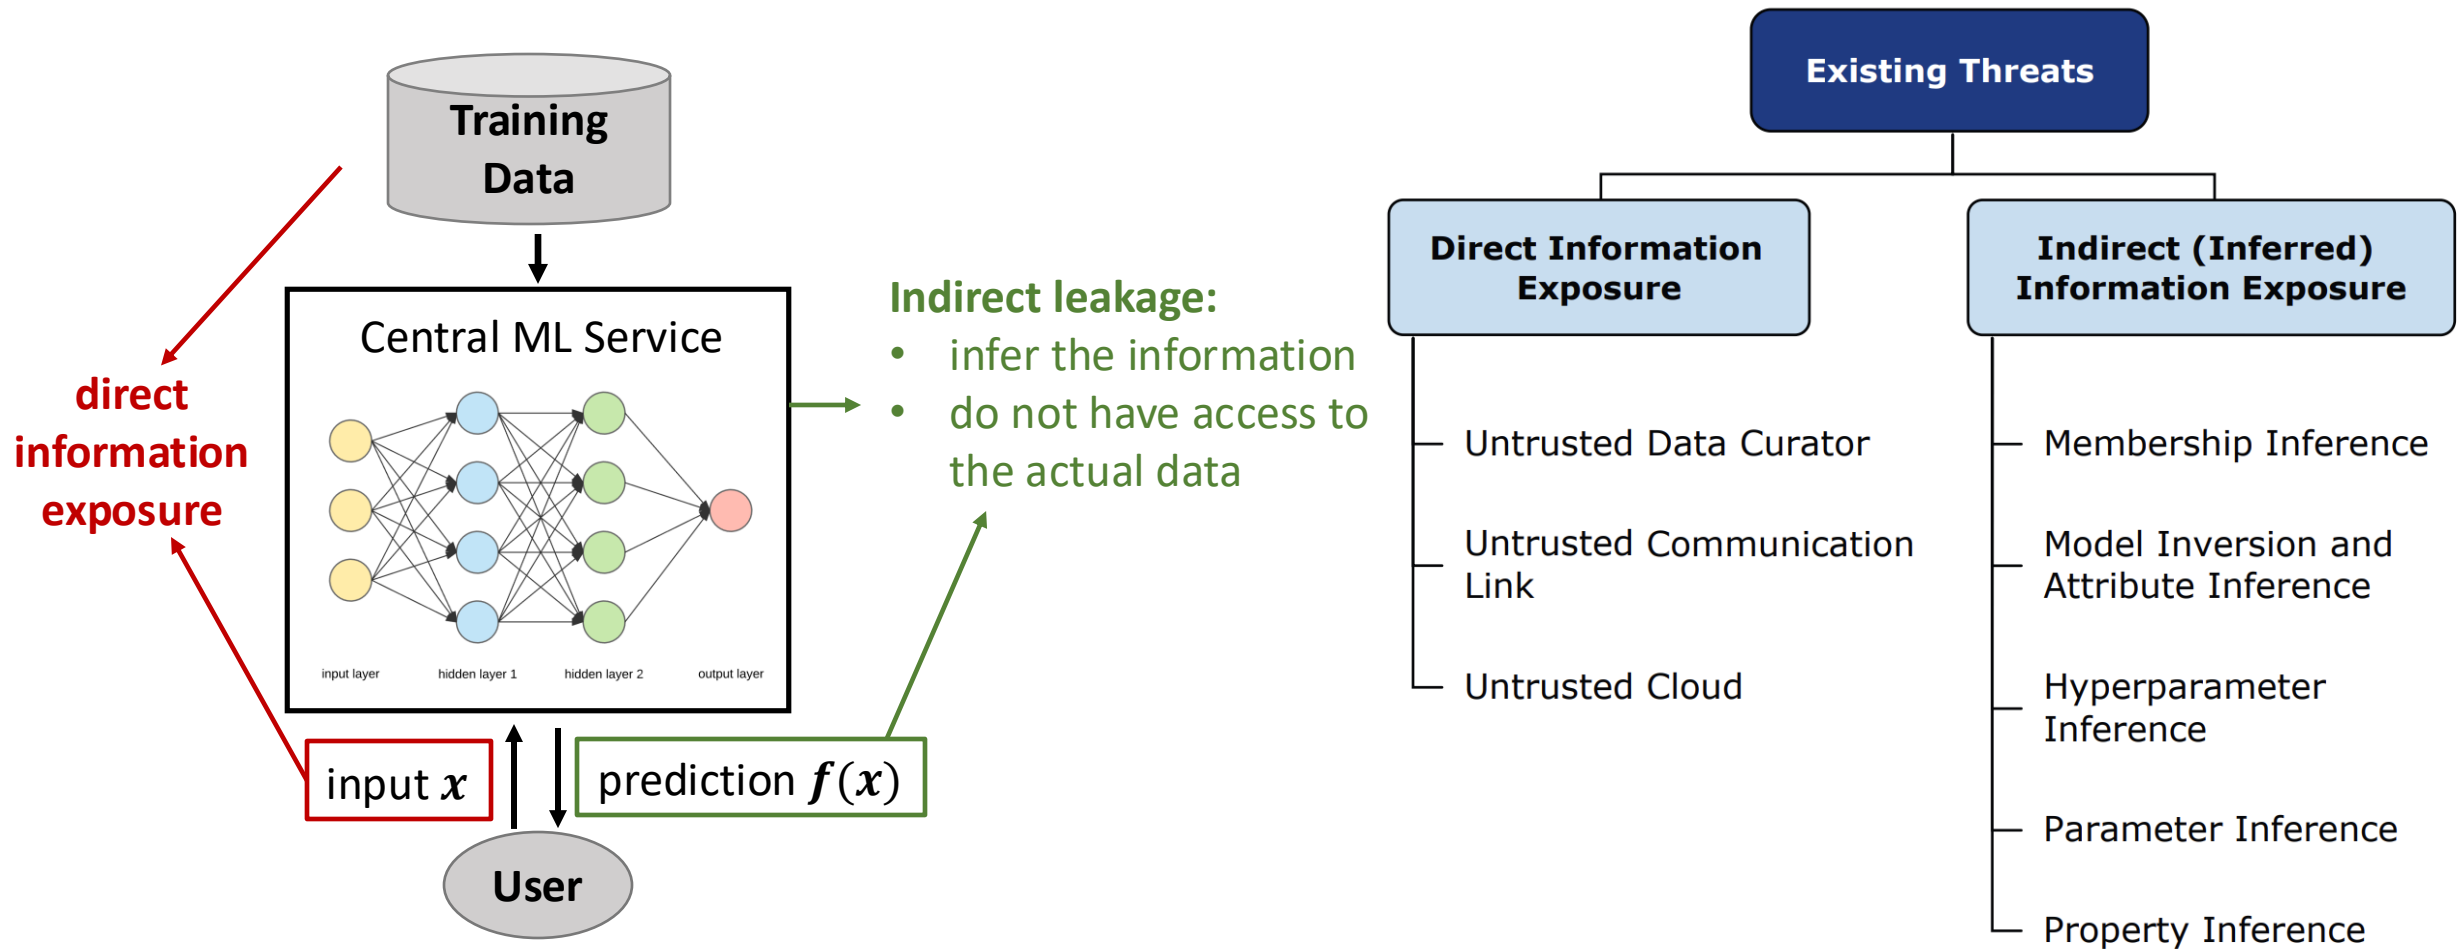 Training
Data
Central ML Service
input layer
hidden layer 1
hidden layer 2
output layer
direct
information
exposure
input x
prediction f(x)
User
Indirect leakage:
• infer the information
• do not have access to
the actual data
Existing Threats
Direct Information
Exposure
Untrusted Data Curator
Untrusted Communication
Link
Untrusted Cloud
Indirect (Inferred)
Information Exposure
Membership Inference
Model Inversion and
Attribute Inference
Hyperparameter
Inference
Parameter Inference
Property Inference